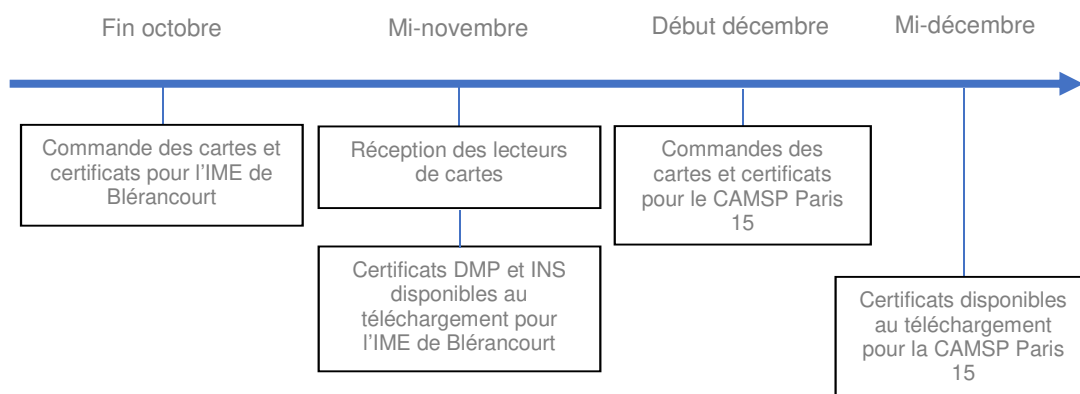 Fin octobre
Mi-novembre
Début décembre
Mi-décembre
Commande des cartes et
certificats pour l'IME de
Blérancourt
Réception des lecteurs
de cartes
Certificats DMP et INS
disponibles au
téléchargement pour
l'IME de Blérancourt
Commandes des
cartes et certificats
pour le CAMSP Paris
15
Certificats disponibles
au téléchargement
pour la CAMSP Paris
15